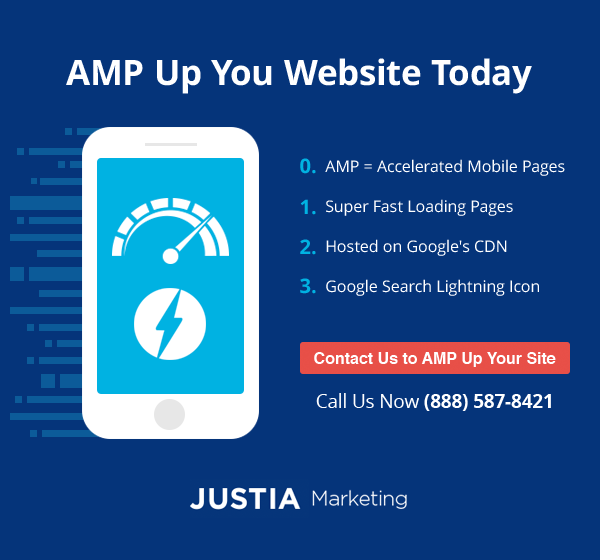 AMP Up You Website Today
0. AMP = Accelerated Mobile Pages
1. Super Fast Loading Pages
2. Hosted on Google's CDN
3. Google Search Lightning Icon
Contact Us to AMP Up Your Site
Call Us Now (888) 587-8421
JUSTIA Marketing